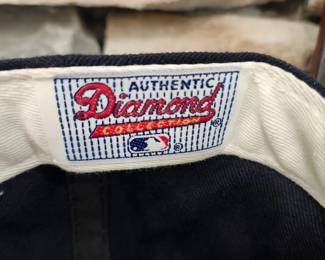 AUTHENTIC
Diamond
COLLECTION
®